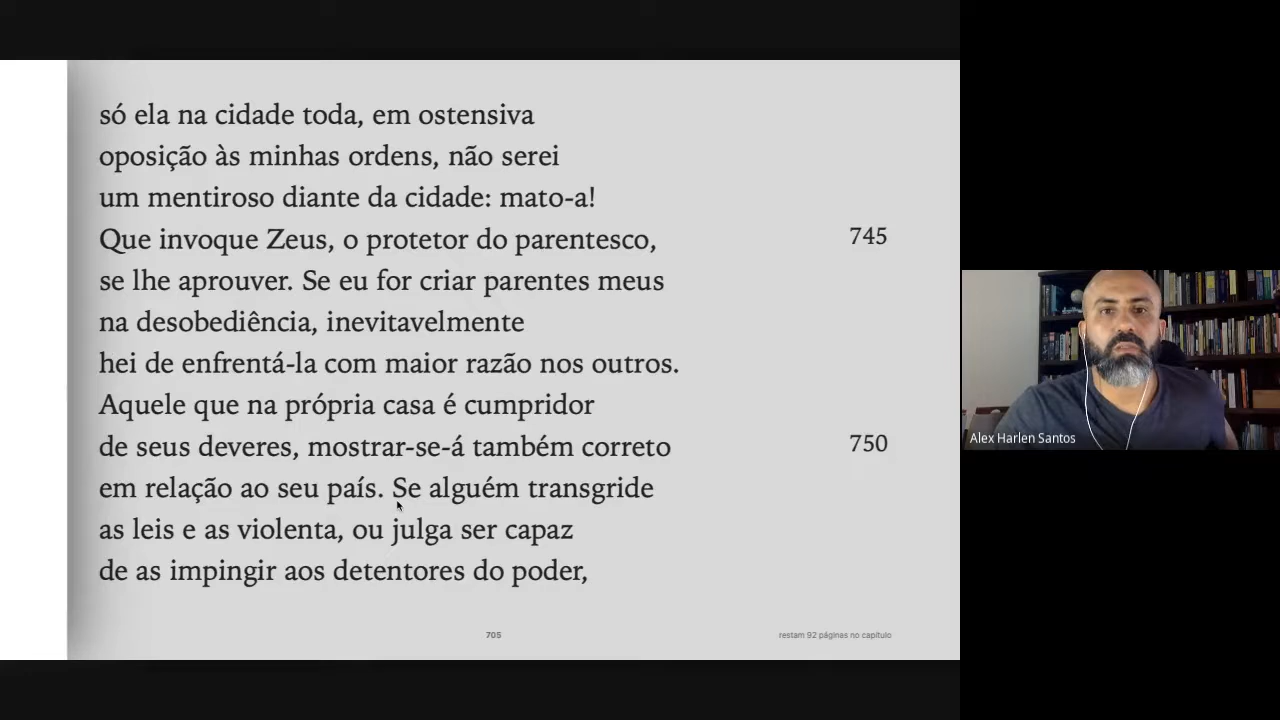 só ela na cidade toda, em ostensiva
oposição às minhas ordens, não serei
um mentiroso diante da cidade: mato-a!
Que invoque Zeus, o protetor do parentesco, 745
se lhe aprouver. Se eu for criar parentes meus
na desobediência, inevitavelmente
hei de enfrentá-la com maior razão nos outros.
Aquele que na própria casa é cumpridor
de seus deveres, mostrar-se-á também correto 750
em relação ao seu país. Se alguém transgride
as leis e as violenta, ou julga ser capaz
de as impingir aos detentores do poder,
705 restam 92 páginas no capítulo
Alex Harlen Santos